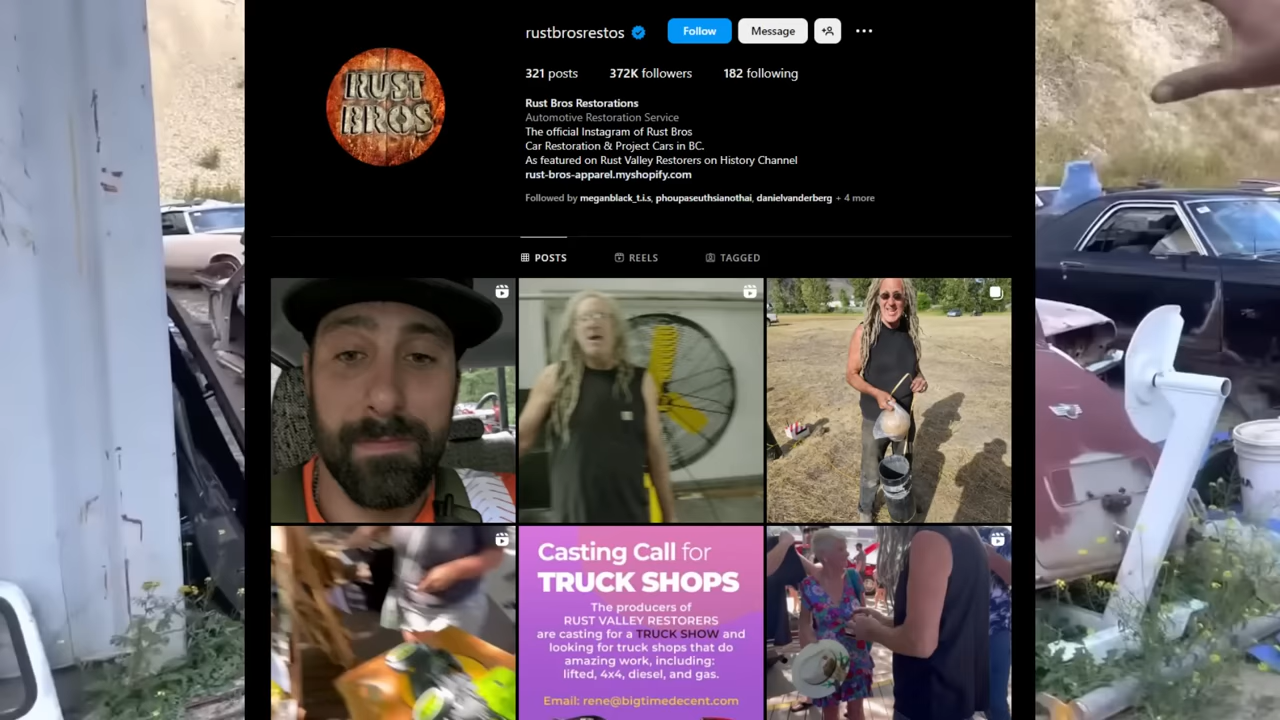 rustbrosrestos
Follow
Message
321 posts
372K followers
182 following
RUST
BROS
Rust Bros Restorations
Automotive Restoration Service
The official Instagram of Rust Bros
Car Restoration & Project Cars in BC.
As featured on Rust Valley Restorers on History Channel
rust-bros-apparel.myshopify.com
Followed by meganblack_t.i.s, phoupaseuthsianothai, danielvanderberg + 4 more
POSTS
REELS
TAGGED
Casting Call for
TRUCK SHOPS
The producers of
RUST VALLEY RESTORERS
are casting for a TRUCK SHOW and
looking for truck shops that do
amazing work, including:
lifted, 4x4, diesel, and gas.
Email: rene@bigtimedecent.com